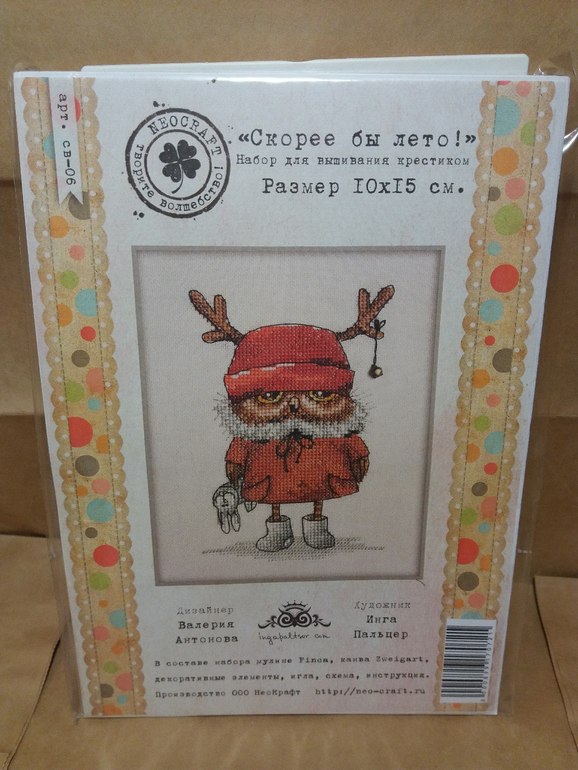 арт. св-06
NEOCRAFT
творите волшебство!
«Скорее бы лето!»
Набор для вышивания крестиком
Размер 10х15 см.
Дизайнер
Валерия
Антонова
Художник
Инга
Пальцер
В составе набора мулине Finca, канва Zweigart,
декоративные элементы, игла, схема, инструкция.
Производство ООО НеоКрафт http://neo-craft.ru